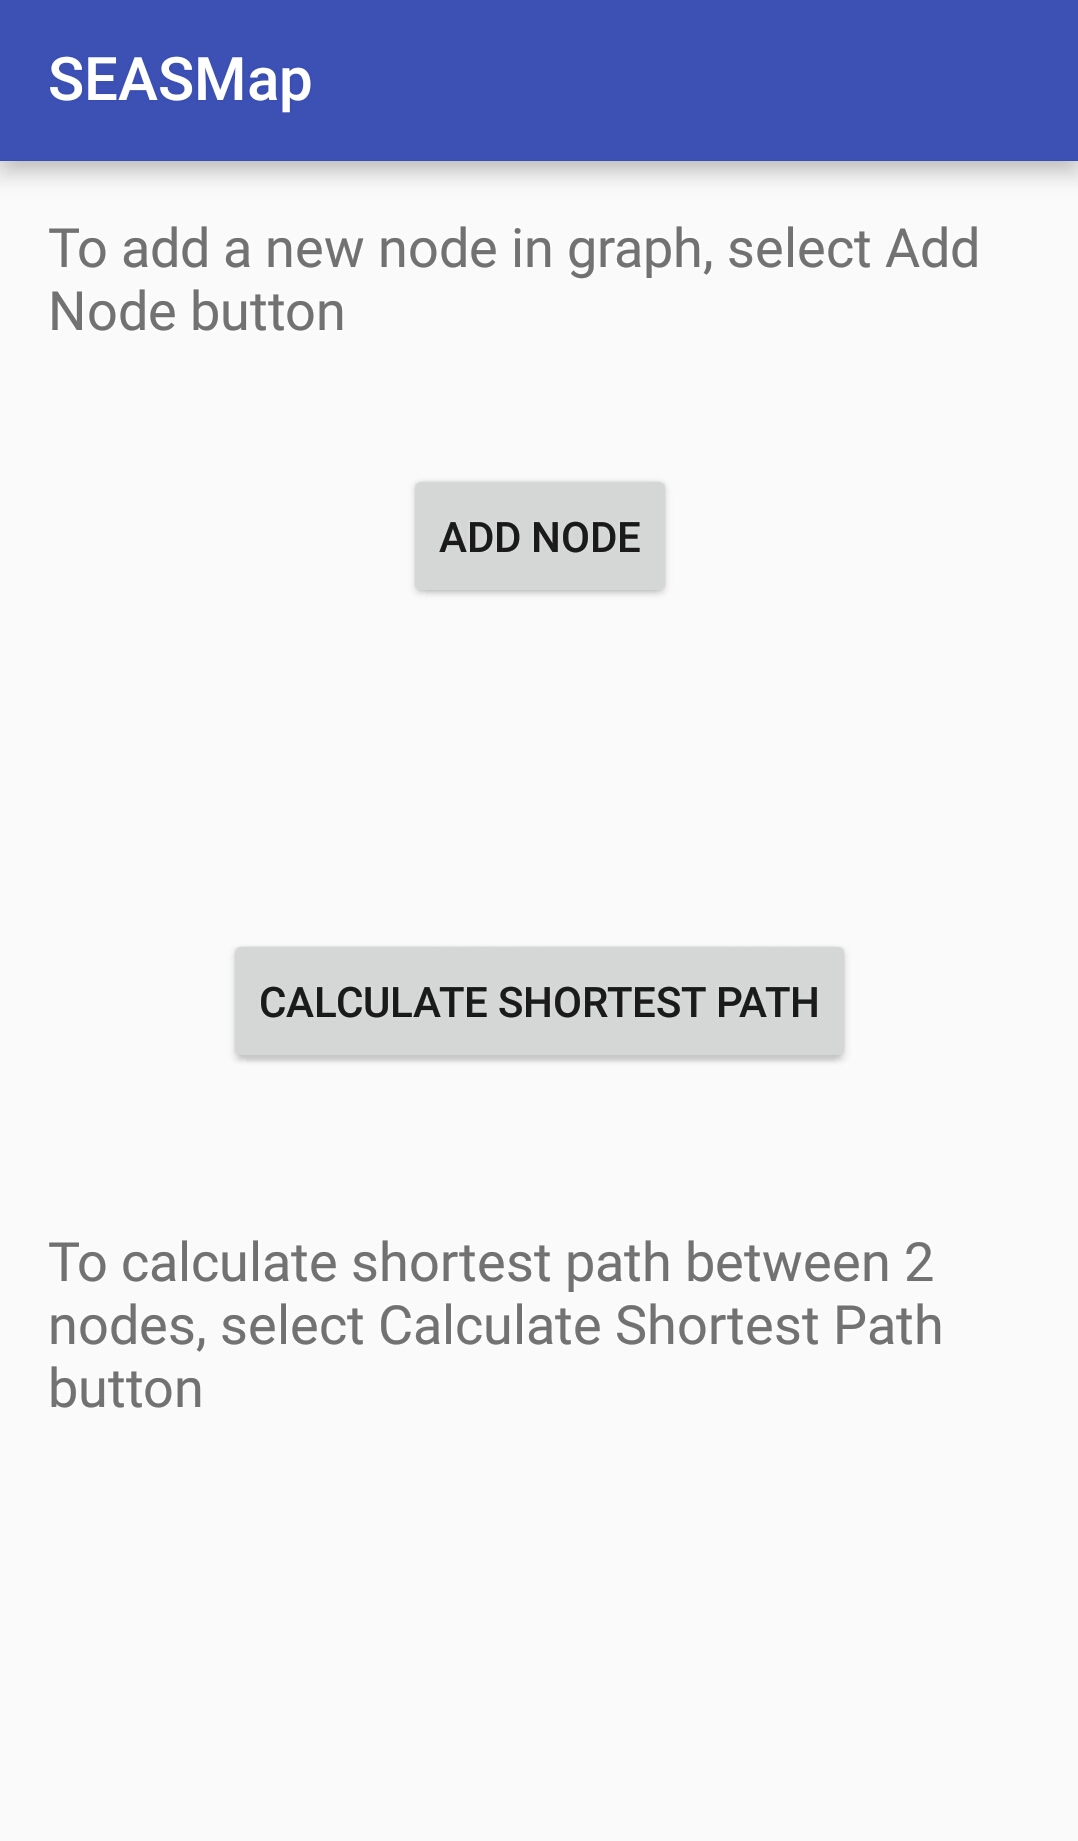 SEASMap
To add a new node in graph, select Add
Node button
ADD NODE
CALCULATE SHORTEST PATH
To calculate shortest path between 2
nodes, select Calculate Shortest Path
button